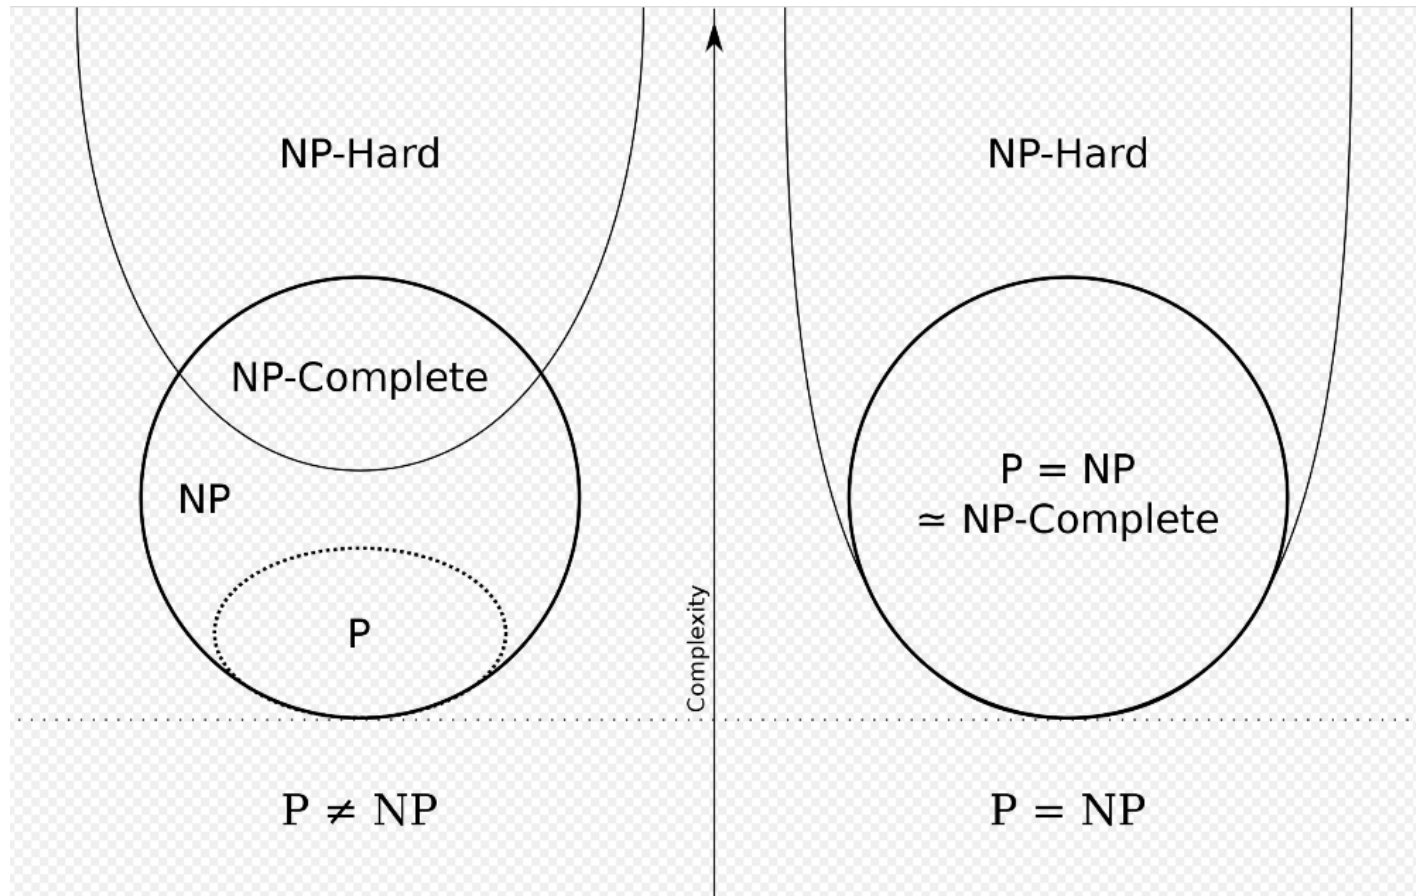 NP-Hard
NP-Complete
NP
P
P ≠ NP
Complexity
NP-Hard
P = NP
≃ NP-Complete
P = NP